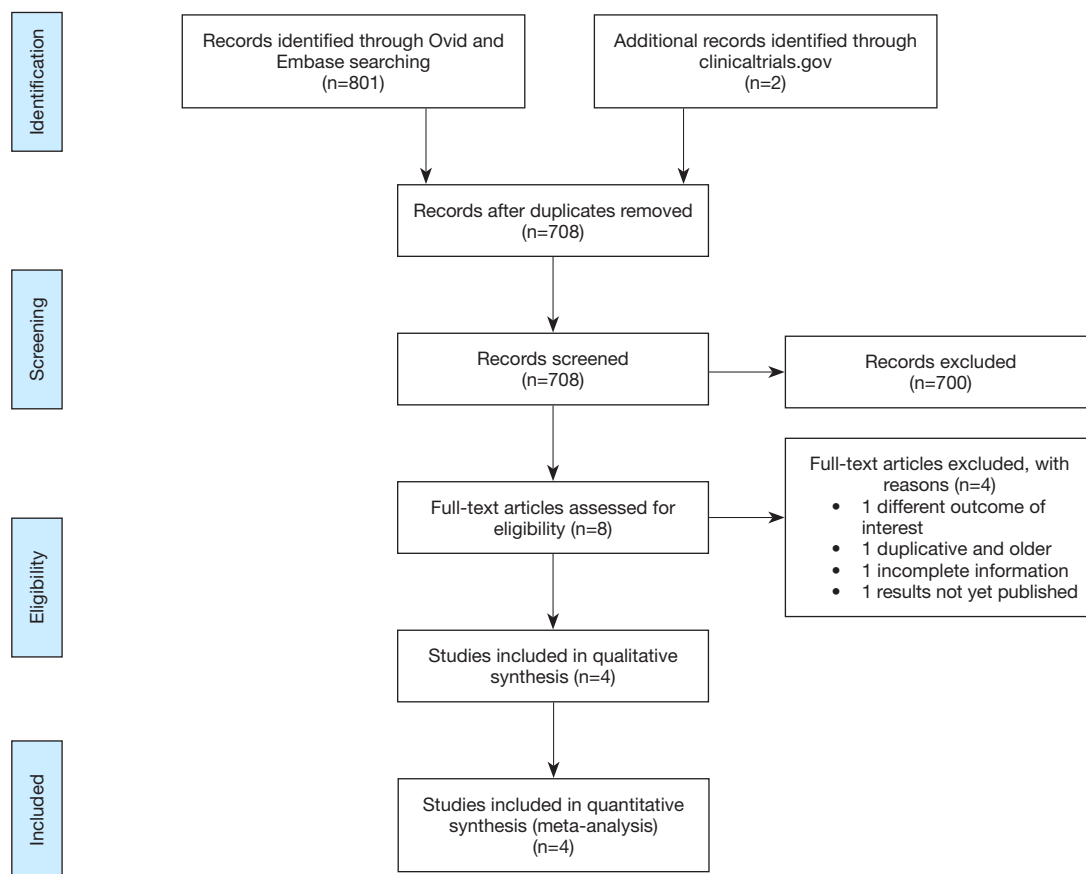 Identification
Records identified through Ovid and
Embase searching
(n=801)
Additional records identified through
clinicaltrials.gov
(n=2)
Records after duplicates removed
(n=708)
Screening
Records screened
(n=708)
Records excluded
(n=700)
Eligibility
Full-text articles assessed for
eligibility (n=8)
Full-text articles excluded, with
reasons (n=4)
• 1 different outcome of
interest
• 1 duplicative and older
• 1 incomplete information
• 1 results not yet published
Studies included in qualitative
synthesis (n=4)
Included
Studies included in quantitative
synthesis (meta-analysis)
(n=4)